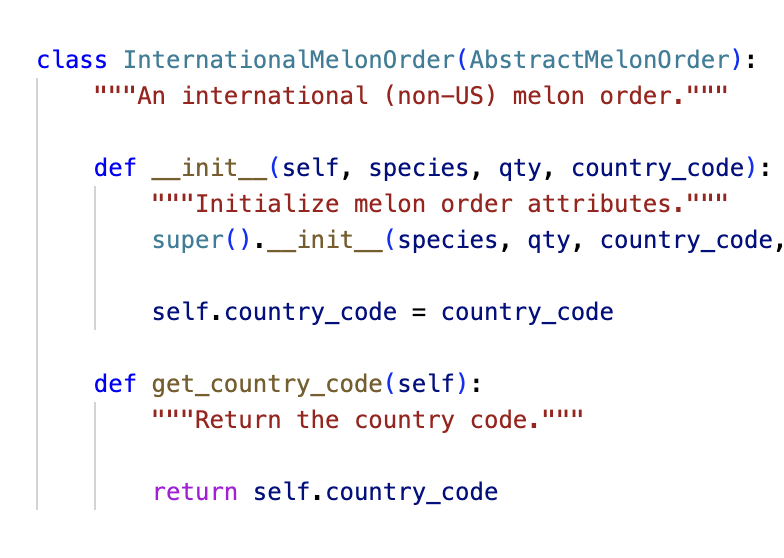 class InternationalMelonOrder(AbstractMelonOrder):
"""An international (non-US) melon order."""
def __init__(self, species, qty, country_code):
"""Initialize melon order attributes."""
super().__init__(species, qty, country_code,
self.country_code = country_code
def get_country_code(self):
"""Return the country code."""
return self.country_code